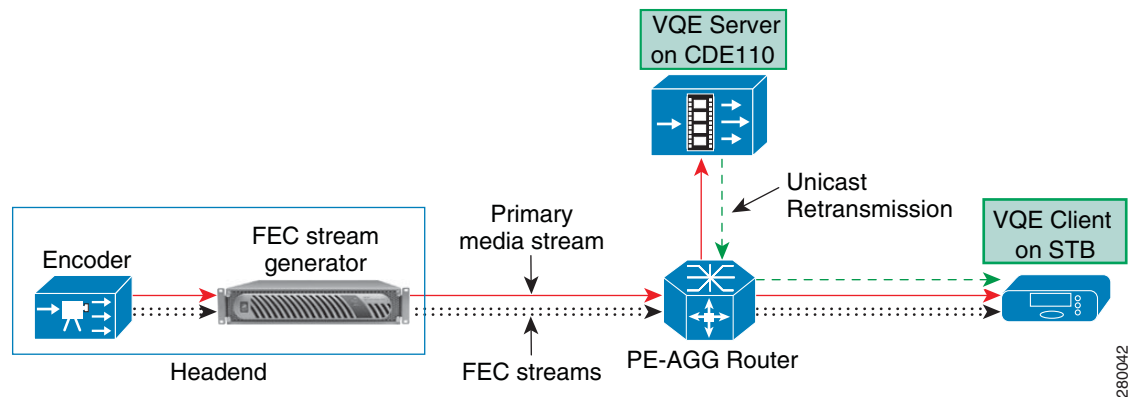 VQE Server
on CDE110
Unicast
Retransmission
VQE Client
on STB
Primary
media stream
FEC stream
generator
Encoder
Headend
FEC streams
PE-AGG Router
280042